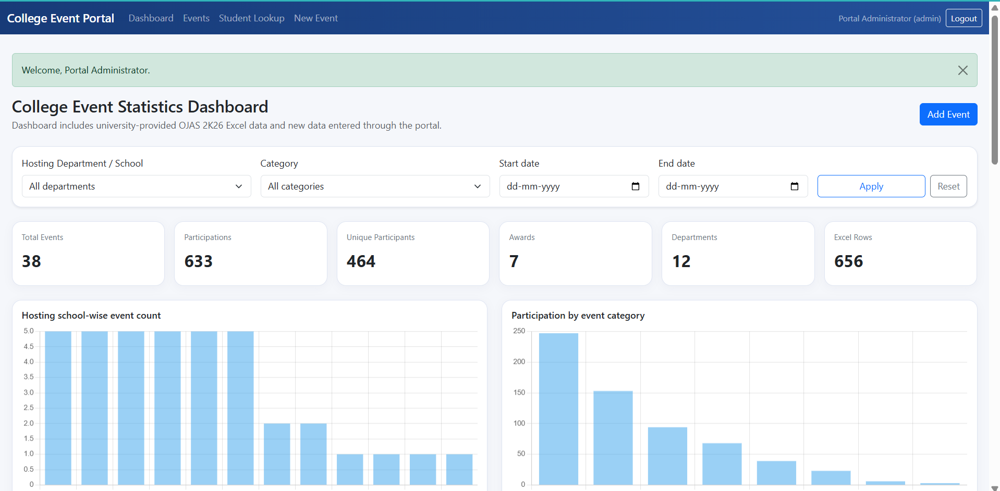 College Event Portal Dashboard Events Student Lookup New Event Portal Administrator (admin) Logout
Welcome, Portal Administrator.
College Event Statistics Dashboard
Dashboard includes university-provided OJAS 2K26 Excel data and new data entered through the portal.
Add Event
Hosting Department / School Category Start date End date
All departments All categories dd-mm-yyyy dd-mm-yyyy Apply Reset
Total Events Participations Unique Participants Awards Departments Excel Rows
38 633 464 7 12 656
Hosting school-wise event count
5.0
4.5
4.0
3.5
3.0
2.5
2.0
1.5
1.0
0.5
0
Participation by event category
250
200
150
100
50
0